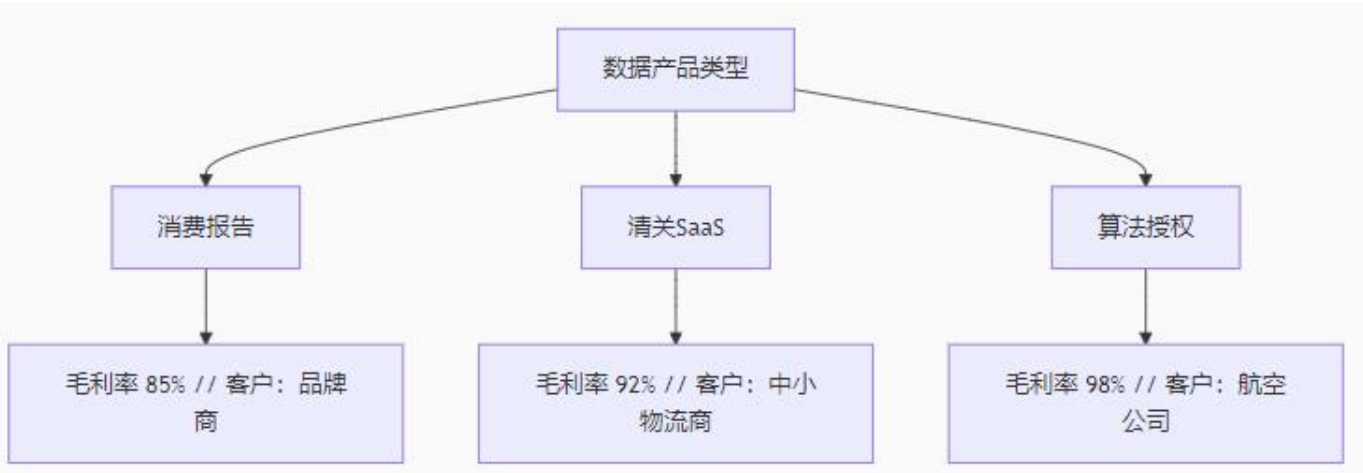 数据产品类型
消费报告
清关SaaS
算法授权
毛利率 85% // 客户：品牌
商
毛利率 92% // 客户：中小
物流商
毛利率 98% // 客户：航空
公司